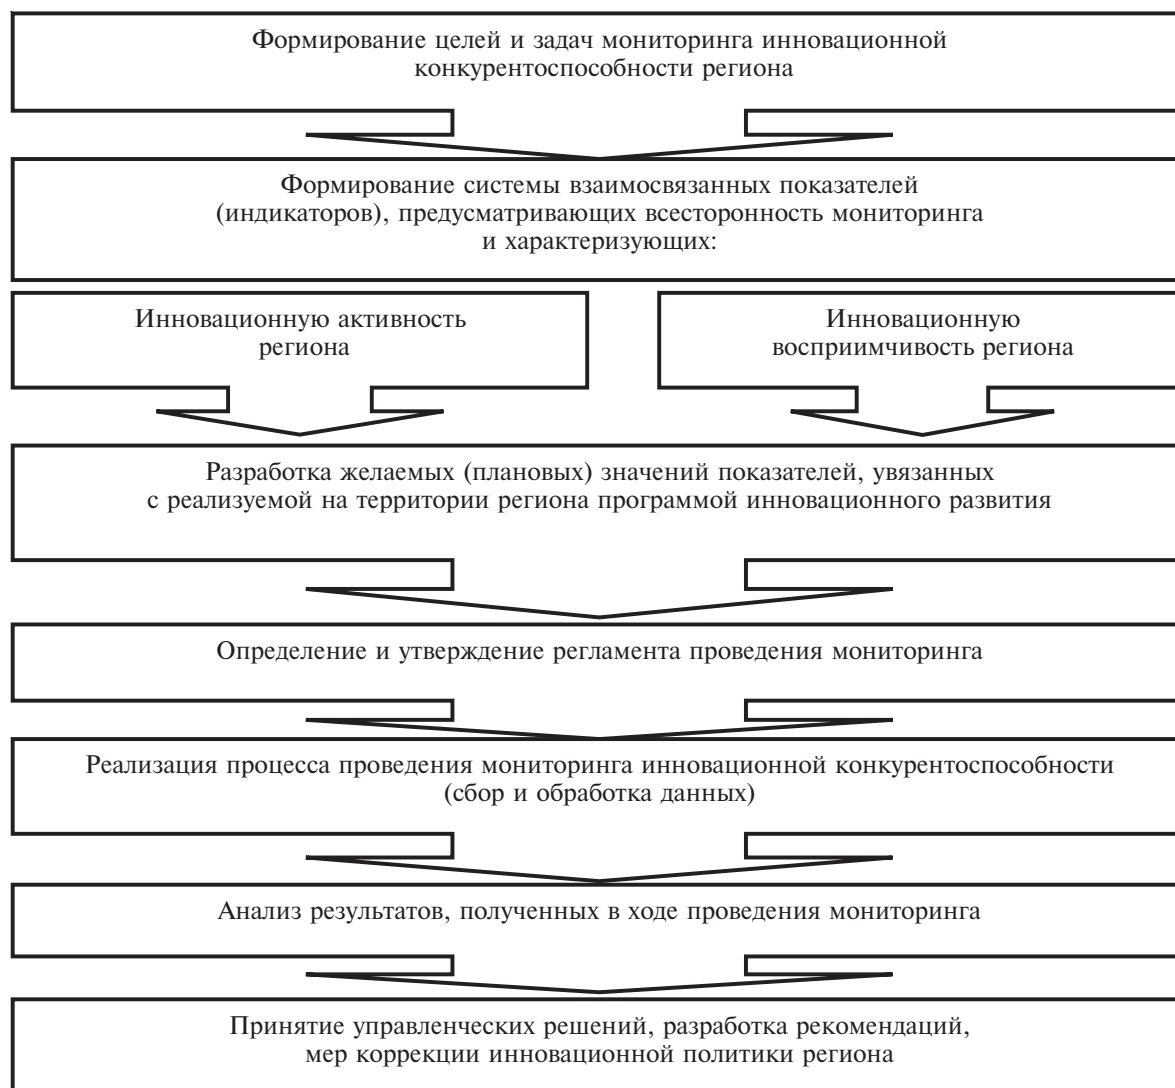 Формирование целей и задач мониторинга инновационной
конкурентоспособности региона
Формирование системы взаимосвязанных показателей
(индикаторов), предусматривающих всесторонность мониторинга
и характеризующих:
Инновационную активность
региона
Инновационную
восприимчивость региона
Разработка желаемых (плановых) значений показателей, увязанных
с реализуемой на территории региона программой инновационного развития
Определение и утверждение регламента проведения мониторинга
Реализация процесса проведения мониторинга инновационной конкурентоспособности
(сбор и обработка данных)
Анализ результатов, полученных в ходе проведения мониторинга
Принятие управленческих решений, разработка рекомендаций,
мер коррекции инновационной политики региона